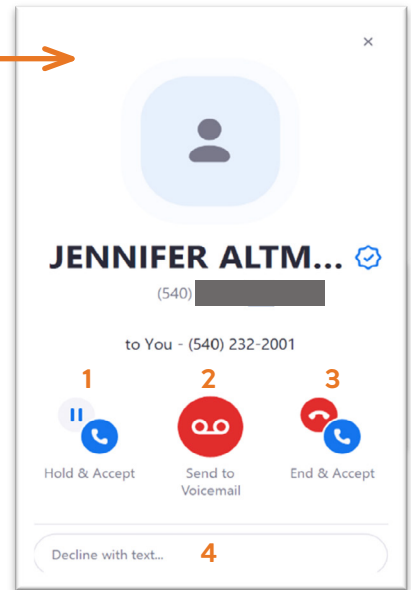 ×
JENNIFER ALTM...
(540)
to You - (540) 232-2001
1 2 3
Hold & Accept Send to Voicemail End & Accept
Decline with text... 4